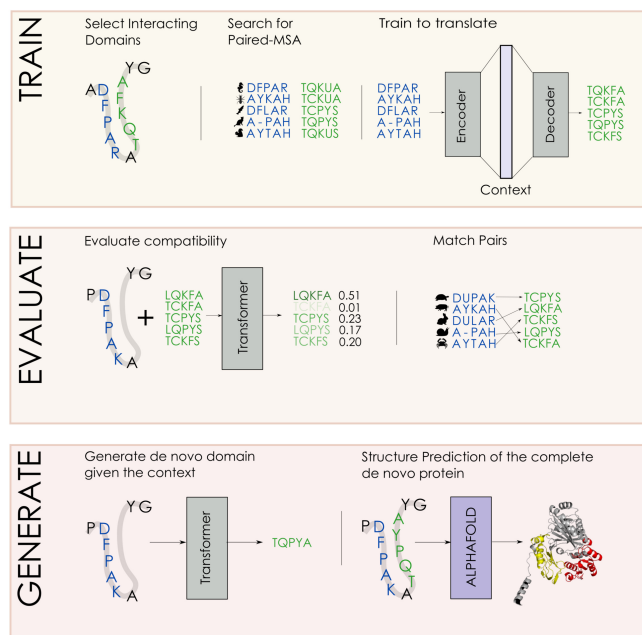 TRAIN
Select Interacting
Domains
Search for
Paired-MSA
Train to translate
YG
AD
F
P
A
R
A
A
F
K
Q
T
DFPAR TQKUA
AYKAH TCKUA
DFLAR TCPYS
A-PAH TQPYS
AYTAH TQKUS
DFPAR
AYKAH
DFLAR
A-PAH
AYTAH
Encoder
Context
Decoder
TQKFA
TCKFA
TCPYS
TQPYS
TCKFS
EVALUATE
Evaluate compatibility
Match Pairs
YG
PD
F
P
A
K
A
+
LQKFA
TCKFA
TCPYS
LQPYS
TCKFS
Transformer
LQKFA 0.51
TCKFA 0.01
TCPYS 0.23
LQPYS 0.17
TCKFS 0.20
DUPAK TCPYS
AYKAH LQKFA
DULAR TCKFS
A-PAH LQPYS
AYTAH TCKFA
GENERATE
Generate de novo domain
given the context
Structure Prediction of the complete
de novo protein
YG
PD
F
P
A
K
A
Transformer
TQPYA
YG
PD
F
P
A
K
A
A
Y
P
Q
T
ALPHAFOLD